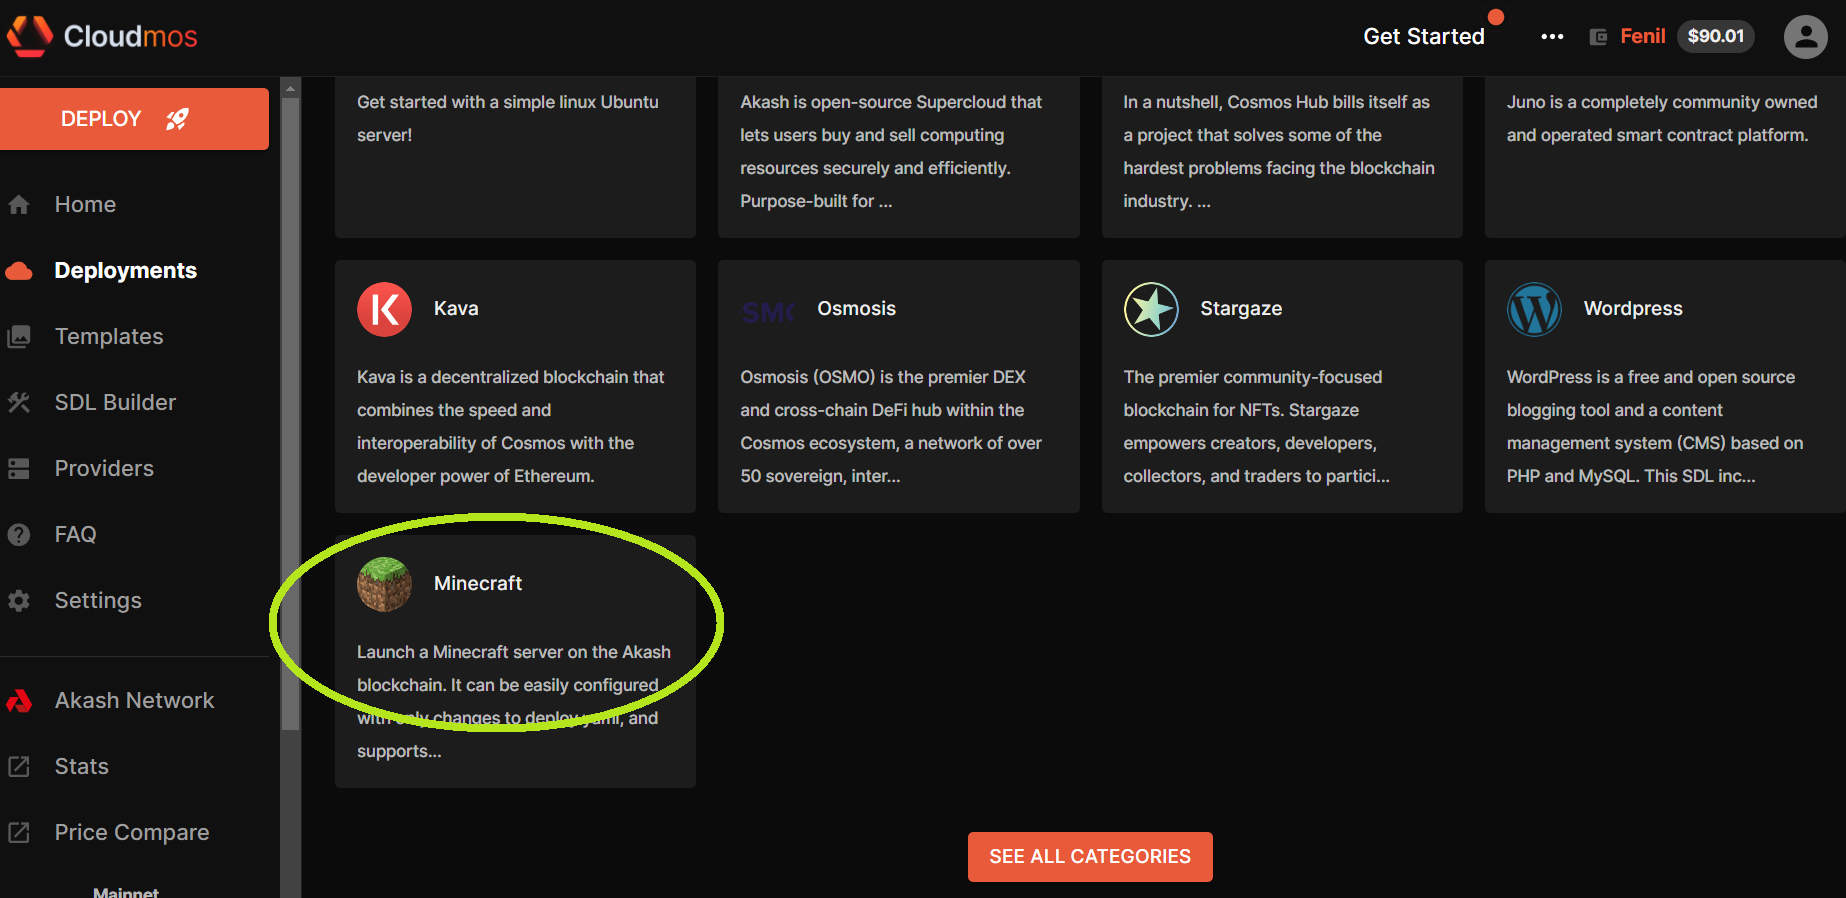 Cloudmos
Get Started
Fenil
$90.01
DEPLOY
Home
Deployments
Templates
SDL Builder
Providers
FAQ
Settings
Akash Network
Stats
Price Compare
Mainnet
Get started with a simple linux Ubuntu
server!
Akash is open-source Supercloud that
lets users buy and sell computing
resources securely and efficiently.
Purpose-built for ...
In a nutshell, Cosmos Hub bills itself as
a project that solves some of the
hardest problems facing the blockchain
industry. ...
Juno is a completely community owned
and operated smart contract platform.
Kava
Kava is a decentralized blockchain that
combines the speed and
interoperability of Cosmos with the
developer power of Ethereum.
Osmosis
Osmosis (OSMO) is the premier DEX
and cross-chain DeFi hub within the
Cosmos ecosystem, a network of over
50 sovereign, inter...
Stargaze
The premier community-focused
blockchain for NFTs. Stargaze
empowers creators, developers,
collectors, and traders to partici...
Wordpress
WordPress is a free and open source
blogging tool and a content
management system (CMS) based on
PHP and MySQL. This SDL inc...
Minecraft
Launch a Minecraft server on the Akash
blockchain. It can be easily configured
with only changes to deploy yaml, and
supports...
SEE ALL CATEGORIES